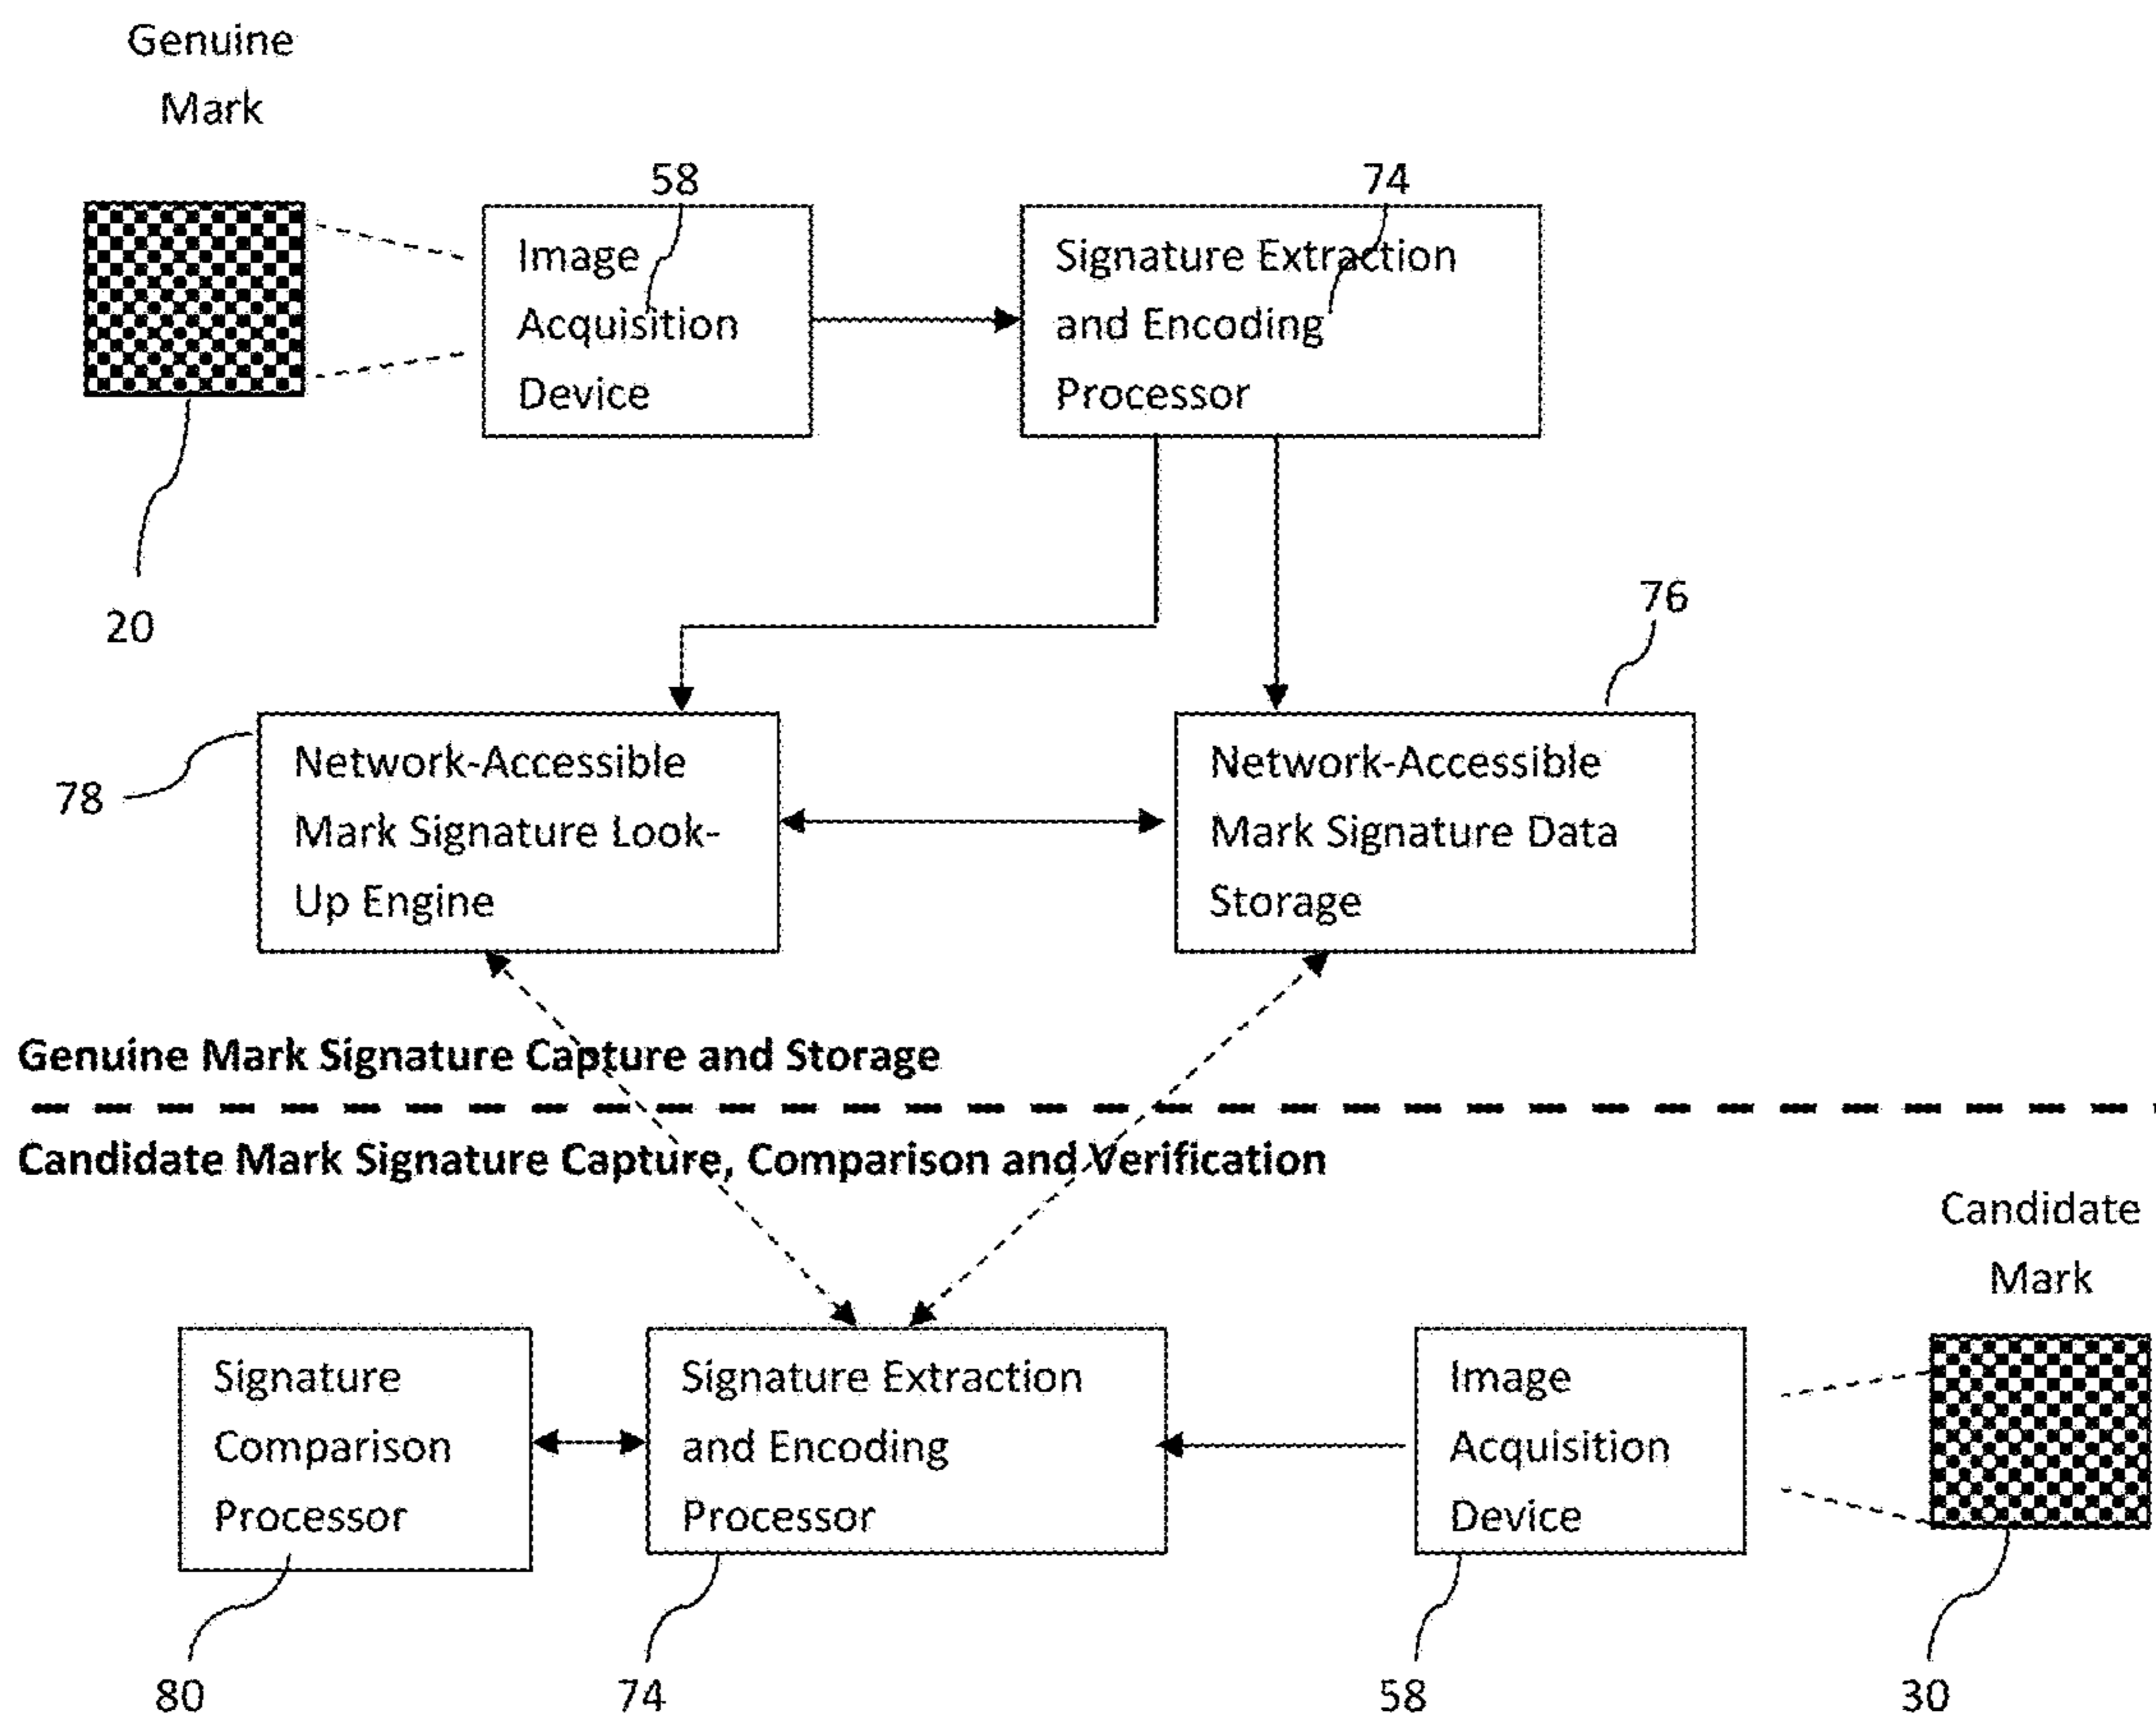 Genuine
Mark
58
74
Image
Acquisition
Device
Signature Extraction
and Encoding
Processor
20
76
78
Network-Accessible
Mark Signature Look-
Up Engine
Network-Accessible
Mark Signature Data
Storage
Genuine Mark Signature Capture and Storage
Candidate Mark Signature Capture, Comparison and Verification
Candidate
Mark
Signature
Comparison
Processor
Signature Extraction
and Encoding
Processor
Image
Acquisition
Device
80
74
58
30